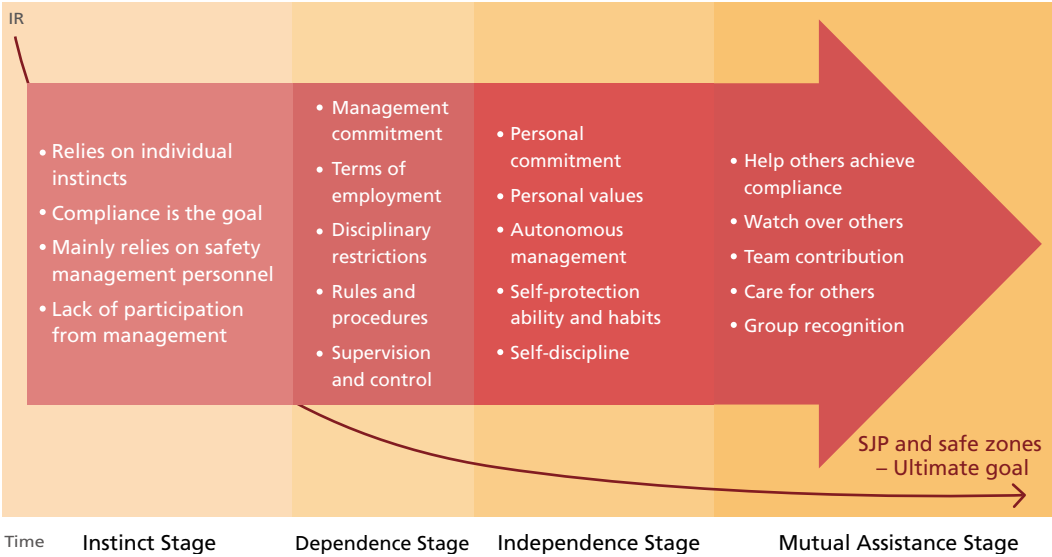 IR
• Relies on individual
instincts
• Compliance is the goal
• Mainly relies on safety
management personnel
• Lack of participation
from management
• Management
commitment
• Terms of
employment
• Disciplinary
restrictions
• Rules and
procedures
• Supervision
and control
• Personal
commitment
• Personal values
• Autonomous
management
• Self-protection
ability and habits
• Self-discipline
• Help others achieve
compliance
• Watch over others
• Team contribution
• Care for others
• Group recognition
SJP and safe zones
– Ultimate goal
Time Instinct Stage Dependence Stage Independence Stage Mutual Assistance Stage